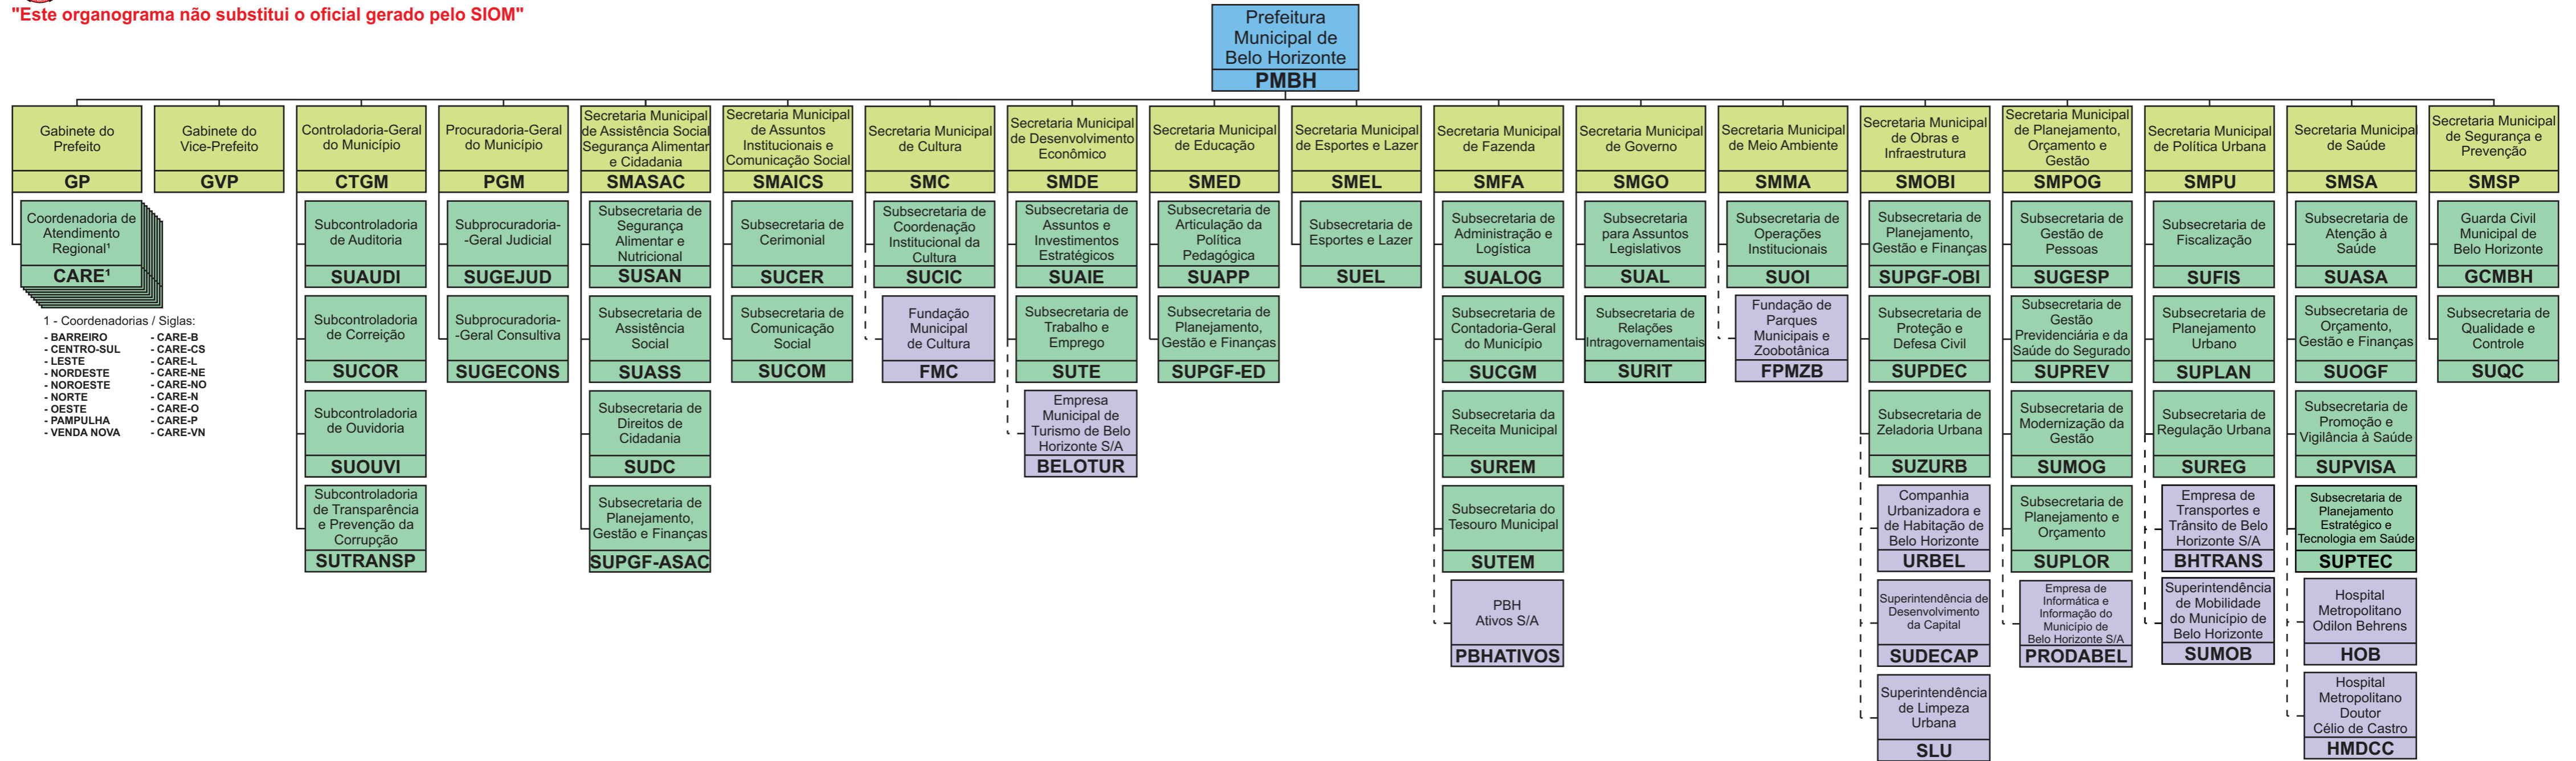 "Este organograma não substitui o oficial gerado pelo SIOM"
Prefeitura
Municipal de
Belo Horizonte
PMBH
Gabinete do
Prefeito
GP
Coordenadoria de
Atendimento
Regional¹
CARE¹
1 - Coordenadorias / Siglas:
- BARREIRO - CARE-B
- CENTRO-SUL - CARE-CS
- LESTE - CARE-L
- NORDESTE - CARE-NE
- NOROESTE - CARE-NO
- NORTE - CARE-N
- OESTE - CARE-O
- PAMPULHA - CARE-P
- VENDA NOVA - CARE-VN
Gabinete do
Vice-Prefeito
GVP
Controladoria-Geral
do Município
CTGM
Subcontroladoria
de Auditoria
SUAUDI
Subcontroladoria
de Correição
SUCOR
Subcontroladoria
de Ouvidoria
SUOUVI
Subcontroladoria
de Transparência
e Prevenção da
Corrupção
SUTRANSP
Procuradoria-Geral
do Município
PGM
Subprocuradoria-
-Geral Judicial
SUGEJUD
Subprocuradoria-
-Geral Consultiva
SUGECONS
Secretaria Municipal
de Assistência Social
Segurança Alimentar
e Cidadania
SMASAC
Subsecretaria de
Segurança
Alimentar e
Nutricional
SUSAN
Subsecretaria de
Assistência
Social
SUASS
Subsecretaria de
Direitos de
Cidadania
SUDC
Subsecretaria de
Planejamento,
Gestão e Finanças
SUPGF-ASAC
Secretaria Municipal
de Assuntos
Institucionais e
Comunicação Social
SMAICS
Subsecretaria de
Cerimonial
SUCER
Subsecretaria de
Comunicação
Social
SUCOM
Secretaria Municipal
de Cultura
SMC
Subsecretaria de
Coordenação
Institucional da
Cultura
SUCIC
Fundação
Municipal
de Cultura
FMC
Secretaria Municipal
de Desenvolvimento
Econômico
SMDE
Subsecretaria de
Assuntos e
Investimentos
Estratégicos
SUAIE
Subsecretaria de
Trabalho e
Emprego
SUTE
Empresa
Municipal de
Turismo de Belo
Horizonte S/A
BELOTUR
Secretaria Municipal
de Educação
SMED
Subsecretaria de
Articulação da
Política
Pedagógica
SUAPP
Subsecretaria de
Planejamento,
Gestão e Finanças
SUPGF-ED
Secretaria Municipal
de Esportes e Lazer
SMEL
Subsecretaria de
Esportes e Lazer
SUEL
Secretaria Municipal
de Fazenda
SMFA
Subsecretaria de
Administração e
Logística
SUALOG
Subsecretaria de
Contadoria-Geral
do Município
SUCGM
Subsecretaria da
Receita Municipal
SUREM
Subsecretaria do
Tesouro Municipal
SUTEM
PBH
Ativos S/A
PBHATIVOS
Secretaria Municipal
de Governo
SMGO
Subsecretaria
para Assuntos
Legislativos
SUAL
Subsecretaria de
Relações
Intragovernamentais
SURIT
Secretaria Municipal
de Meio Ambiente
SMMA
Subsecretaria de
Operações
Institucionais
SUOI
Fundação de
Parques
Municipais e
Zoobotânica
FPMZB
Secretaria Municipal
de Obras e
Infraestrutura
SMOBI
Subsecretaria de
Planejamento,
Gestão e Finanças
SUPGF-OBI
Subsecretaria de
Proteção e
Defesa Civil
SUPDEC
Subsecretaria de
Zeladoria Urbana
SUZURB
Companhia
Urbanizadora e
de Habitação de
Belo Horizonte
URBEL
Superintendência de
Desenvolvimento
da Capital
SUDECAP
Superintendência
de Limpeza
Urbana
SLU
Secretaria Municipal
de Planejamento,
Orçamento e
Gestão
SMPOG
Subsecretaria de
Gestão de
Pessoas
SUGESP
Subsecretaria de
Gestão
Previdenciária e da
Saúde do Segurado
SUPREV
Subsecretaria de
Modernização da
Gestão
SUMOG
Subsecretaria de
Planejamento e
Orçamento
SUPLOR
Empresa de
Informática e
Informação do
Município de
Belo Horizonte S/A
PRODABEL
Secretaria Municipal
de Política Urbana
SMPU
Subsecretaria de
Fiscalização
SUFIS
Subsecretaria de
Planejamento
Urbano
SUPLAN
Subsecretaria de
Regulação Urbana
SUREG
Empresa de
Transportes e
Trânsito de Belo
Horizonte S/A
BHTRANS
Superintendência
de Mobilidade
do Município de
Belo Horizonte
SUMOB
Secretaria Municipal
de Saúde
SMSA
Subsecretaria de
Atenção à
Saúde
SUASA
Subsecretaria de
Orçamento,
Gestão e Finanças
SUOGF
Subsecretaria de
Promoção e
Vigilância à Saúde
SUPVISA
Subsecretaria de
Planejamento
Estratégico e
Tecnologia em Saúde
SUPTEC
Hospital
Metropolitano
Odilon Behrens
HOB
Hospital
Metropolitano
Doutor
Célio de Castro
HMDCC
Secretaria Municipal
de Segurança e
Prevenção
SMSP
Guarda Civil
Municipal de
Belo Horizonte
GCMBH
Subsecretaria de
Qualidade e
Controle
SUQC